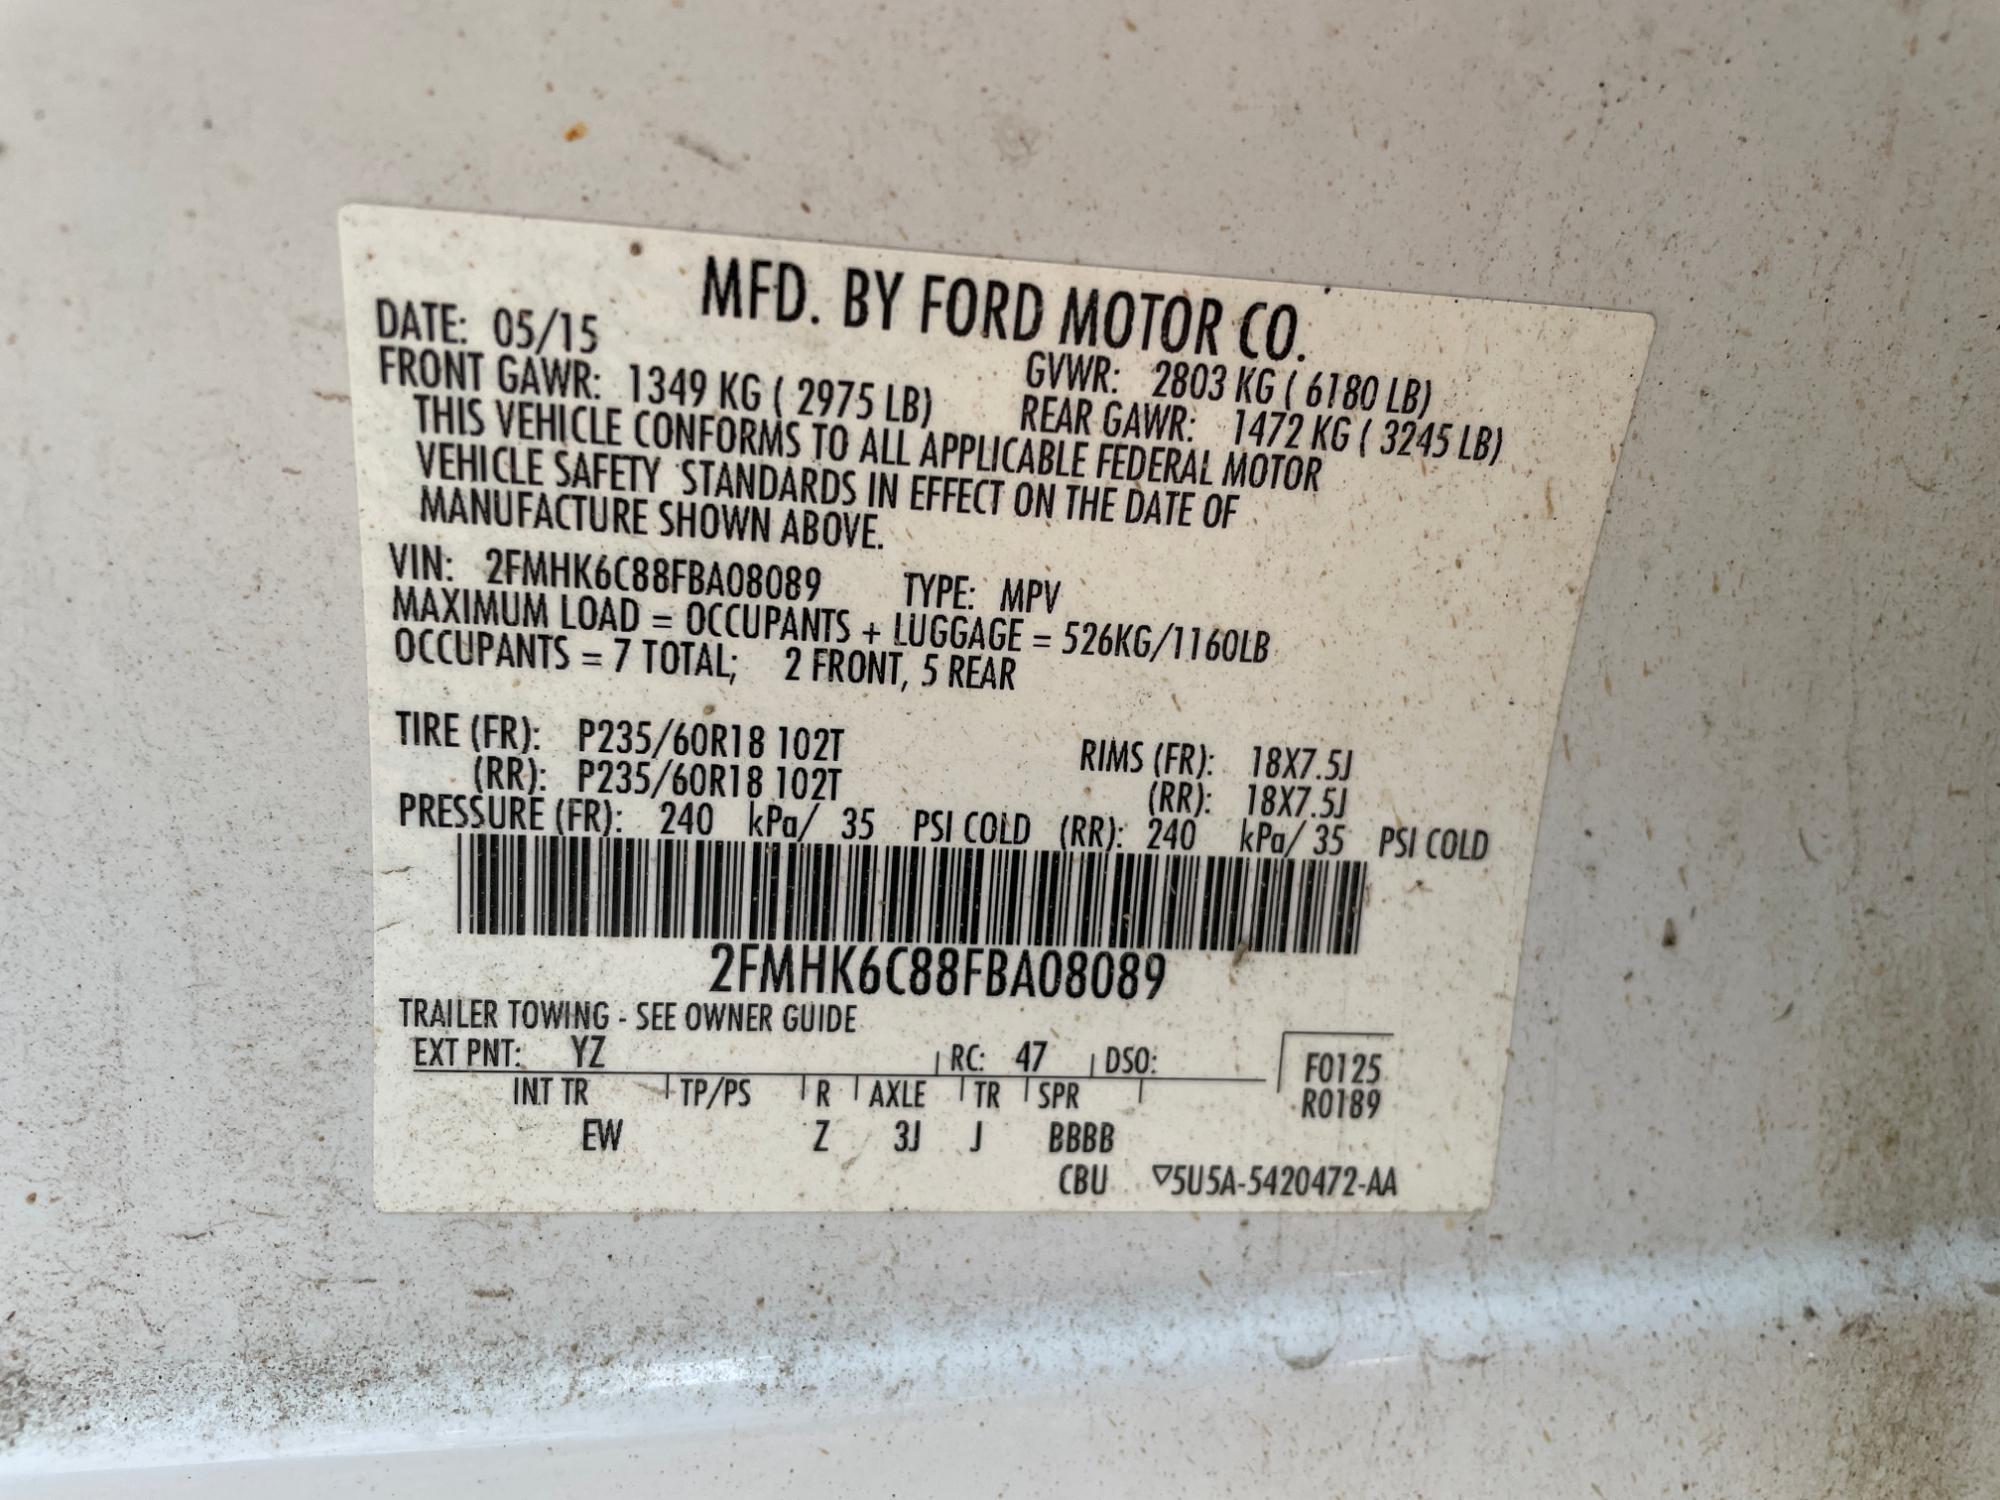 MFD. BY FORD MOTOR CO.
DATE: 05/15 GVWR: 2803 KG ( 6180 LB)
FRONT GAWR: 1349 KG ( 2975 LB) REAR GAWR: 1472 KG ( 3245 LB)
THIS VEHICLE CONFORMS TO ALL APPLICABLE FEDERAL MOTOR
VEHICLE SAFETY STANDARDS IN EFFECT ON THE DATE OF
MANUFACTURE SHOWN ABOVE.
VIN: 2FMHK6C88FBA08089 TYPE: MPV
MAXIMUM LOAD = OCCUPANTS + LUGGAGE = 526KG/1160LB
OCCUPANTS = 7 TOTAL; 2 FRONT, 5 REAR
TIRE (FR): P235/60R18 102T RIMS (FR): 18X7.5J
(RR): P235/60R18 102T (RR): 18X7.5J
PRESSURE (FR): 240 kPa/ 35 PSI COLD (RR): 240 kPa/ 35 PSI COLD
2FMHK6C88FBA08089
TRAILER TOWING - SEE OWNER GUIDE
EXT PNT: YZ RC: 47 DSO: F0125
INT TR TP/PS R AXLE TR SPR R0189
EW Z 3J J BBBB
CBU ▽5U5A-5420472-AA